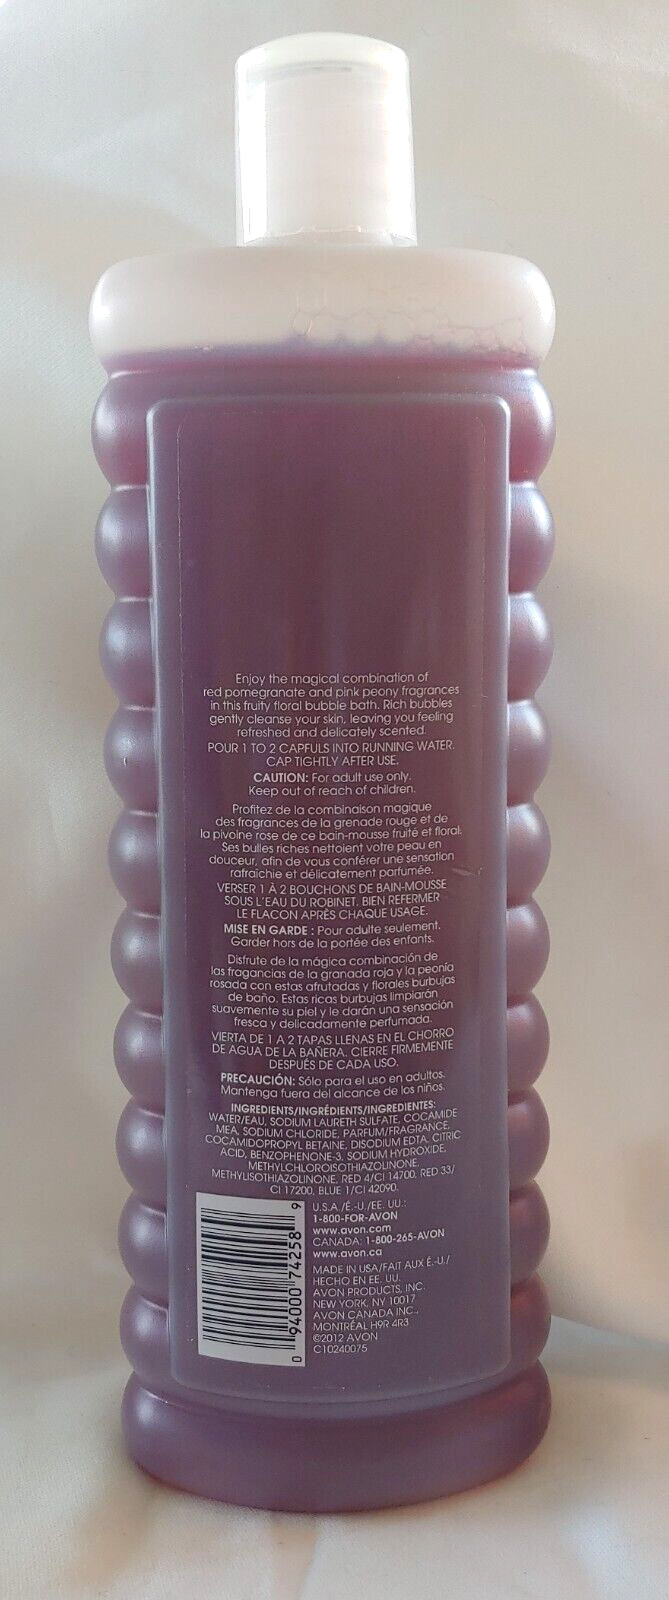 Enjoy the magical combination of
red pomegranate and pink peony fragrances
in this fruity floral bubble bath. Rich bubbles
gently cleanse your skin, leaving you feeling
refreshed and delicately scented.
POUR 1 TO 2 CAPFULS INTO RUNNING WATER.
CAP TIGHTLY AFTER USE.
CAUTION: For adult use only.
Keep out of reach of children.
Profitez de la combinaison magique
des fragrances de la grenade rouge et de
la pivoine rose de ce bain-mousse fruité et floral.
Ses bulles riches nettoient votre peau en
douceur, afin de vous conférer une sensation
rafraîchie et délicatement parfumée.
VERSER 1 À 2 BOUCHONS DE BAIN-MOUSSE
SOUS L'EAU DU ROBINET. BIEN REFERMER
LE FLACON APRÈS CHAQUE USAGE.
MISE EN GARDE : Pour adulte seulement.
Garder hors de la portée des enfants.
Disfrute de la mágica combinación de
las fragancias de la granada roja y la peonía
rosada con estas afrutadas y florales burbujas
de baño. Estas ricas burbujas limpiarán
suavemente su piel y le darán una sensación
fresca y delicadamente perfumada.
VIERTA DE 1 A 2 TAPAS LLENAS EN EL CHORRO
DE AGUA DE LA BAÑERA. CIERRE FIRMEMENTE
DESPUÉS DE CADA USO.
PRECAUCIÓN: Sólo para el uso en adultos.
Mantenga fuera del alcance de los niños.
INGREDIENTS/INGRÉDIENTS/INGREDIENTES:
WATER/EAU, SODIUM LAURETH SULFATE, COCAMIDE
MEA, SODIUM CHLORIDE, PARFUM/FRAGRANCE,
COCAMIDOPROPYL BETAINE, DISODIUM EDTA, CITRIC
ACID, BENZOPHENONE-3, SODIUM HYDROXIDE,
METHYLCHLOROISOTHIAZOLINONE,
METHYLISOTHIAZOLINONE, RED 4/CI 14700, RED 33/
CI 17200, BLUE 1/CI 42090.
U.S.A./É.-U./EE. UU.:
1-800-FOR-AVON
www.avon.com
CANADA: 1-800-265-AVON
www.avon.ca
MADE IN USA/FAIT AUX É.-U./
HECHO EN EE. UU.
AVON PRODUCTS, INC.
NEW YORK, NY 10017
AVON CANADA INC.,
MONTRÉAL H9R 4R3
©2012 AVON
C10240075
0 94000 74258 9